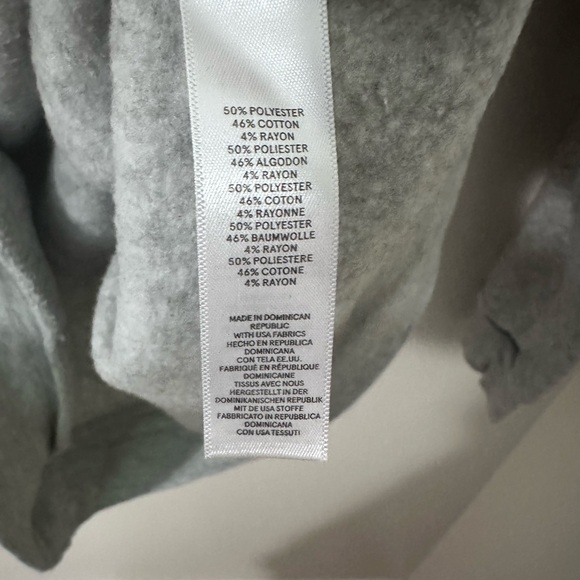 50% POLYESTER
46% COTTON
4% RAYON
50% POLIESTER
46% ALGODON
4% RAYON
50% POLYESTER
46% COTON
4% RAYONNE
50% POLYESTER
46% BAUMWOLLE
4% RAYON
50% POLIESTERE
46% COTONE
4% RAYON
MADE IN DOMINICAN
REPUBLIC
WITH USA FABRICS
HECHO EN REPUBLICA
DOMINICANA
CON TELA EE.UU.
FABRIQUÉ EN RÉPUBLIQUE
DOMINICAINE
TISSUS AVEC NOUS
HERGESTELLT IN DER
DOMINIKANISCHEN REPUBLIK
MIT DE USA STOFFE
FABBRICATO IN REPUBBLICA
DOMINICANA
CON USA TESSUTI